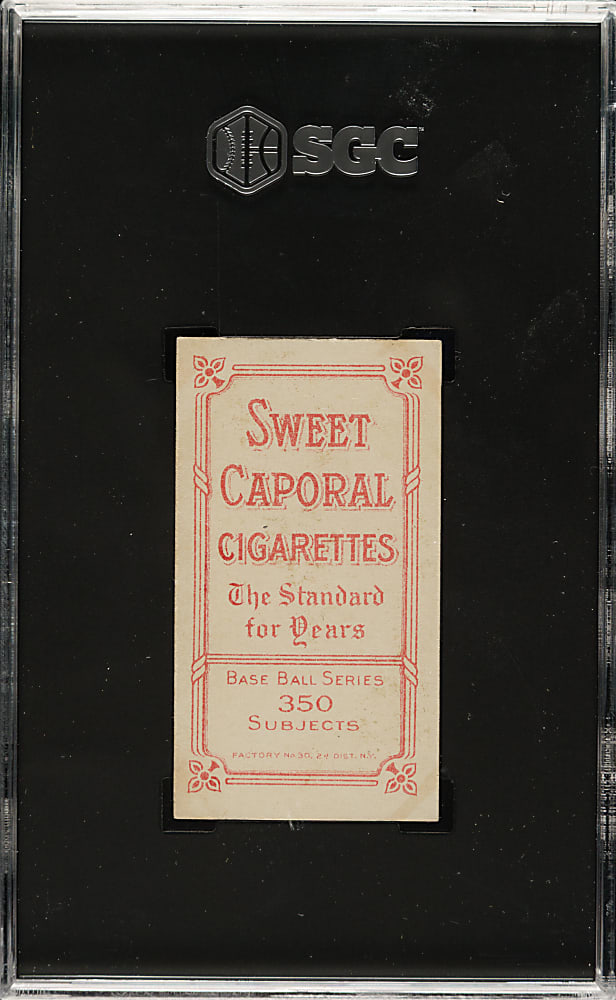 SGC
SWEET
CAPORAL
CIGARETTES
The Standard
for Years
BASE BALL SERIES
350
SUBJECTS
FACTORY No 30, 2d DIST. N.Y.